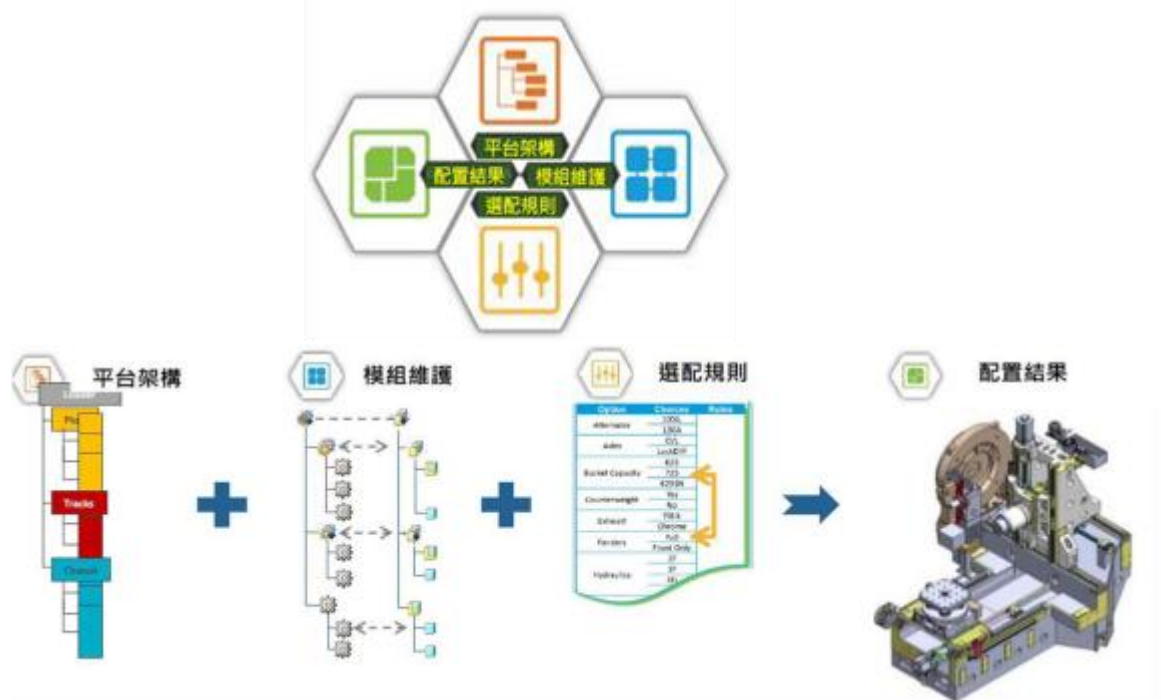 平台架構
配置結果 模組維護
選配規則
平台架構
模組維護
選配規則
配置結果
Tracks
Option Choices Rules
Alternator
100A
Axles
Bucket Capacity
Counterweight
Yes
No
Exhaust
Chrome
Fenders
Full
Front Only
Hydraulics